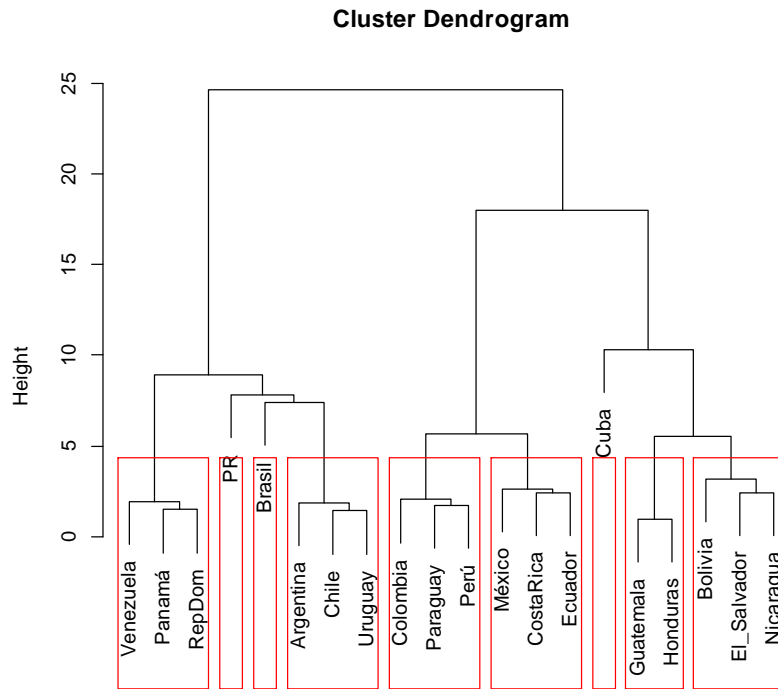 Cluster Dendrogram
Height
25
20
15
10
5
0
Venezuela
Panamá
RepDom
PR
Brasil
Argentina
Chile
Uruguay
Colombia
Paraguay
Perú
México
CostaRica
Ecuador
Cuba
Guatemala
Honduras
Bolivia
El_Salvador
Nicaragua